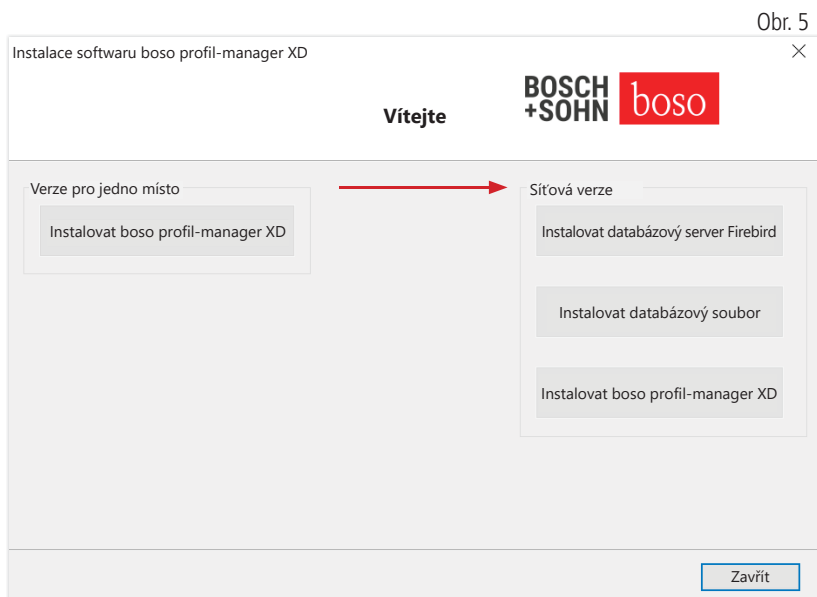 Obr. 5
Instalace softwaru boso profil-manager XD
Vítejte
BOSCH
+SOHN
boso
Verze pro jedno místo
Instalovat boso profil-manager XD
Síťová verze
Instalovat databázový server Firebird
Instalovat databázový soubor
Instalovat boso profil-manager XD
Zavřít